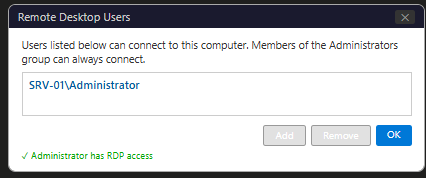 Remote Desktop Users
Users listed below can connect to this computer. Members of the Administrators
group can always connect.
SRV-01\Administrator
Add Remove OK
✓ Administrator has RDP access